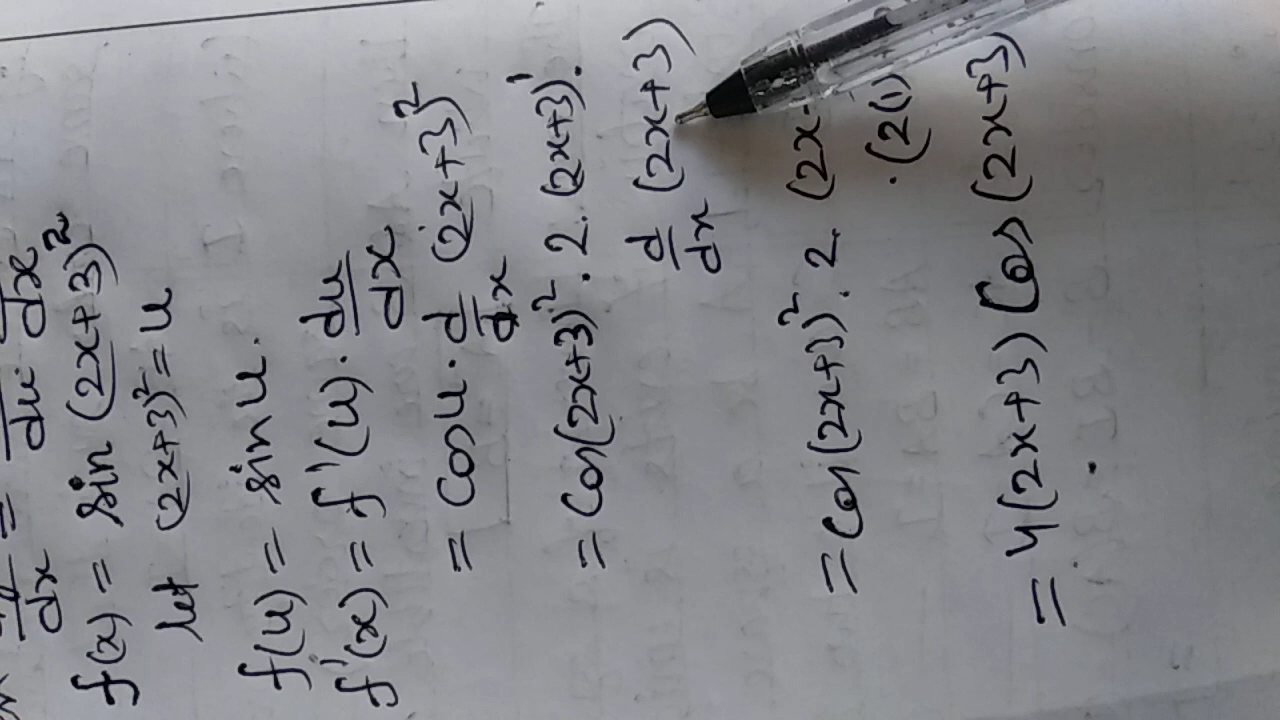 dx = du dx
f(x) = sin (2x+3)²
let (2x+3)² = u
f(u) = sin u.
f'(x) = f'(u) · du/dx
= cos u · d/dx (2x+3)²
= cos(2x+3)² · 2 · (2x+3)¹ ·
d/dx (2x+3)
= cos(2x+3)² · 2 · (2x
· (2(1)
= 4(2x+3) cos (2x+3)